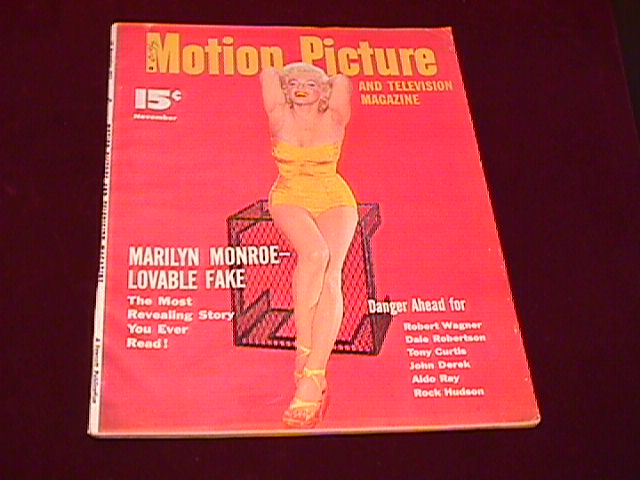 Motion Picture
AND TELEVISION
MAGAZINE
15¢
November
MARILYN MONROE–
LOVABLE FAKE
The Most
Revealing Story
You Ever
Read!
Danger Ahead for
Robert Wagner
Dale Robertson
Tony Curtis
John Derek
Aldo Ray
Rock Hudson